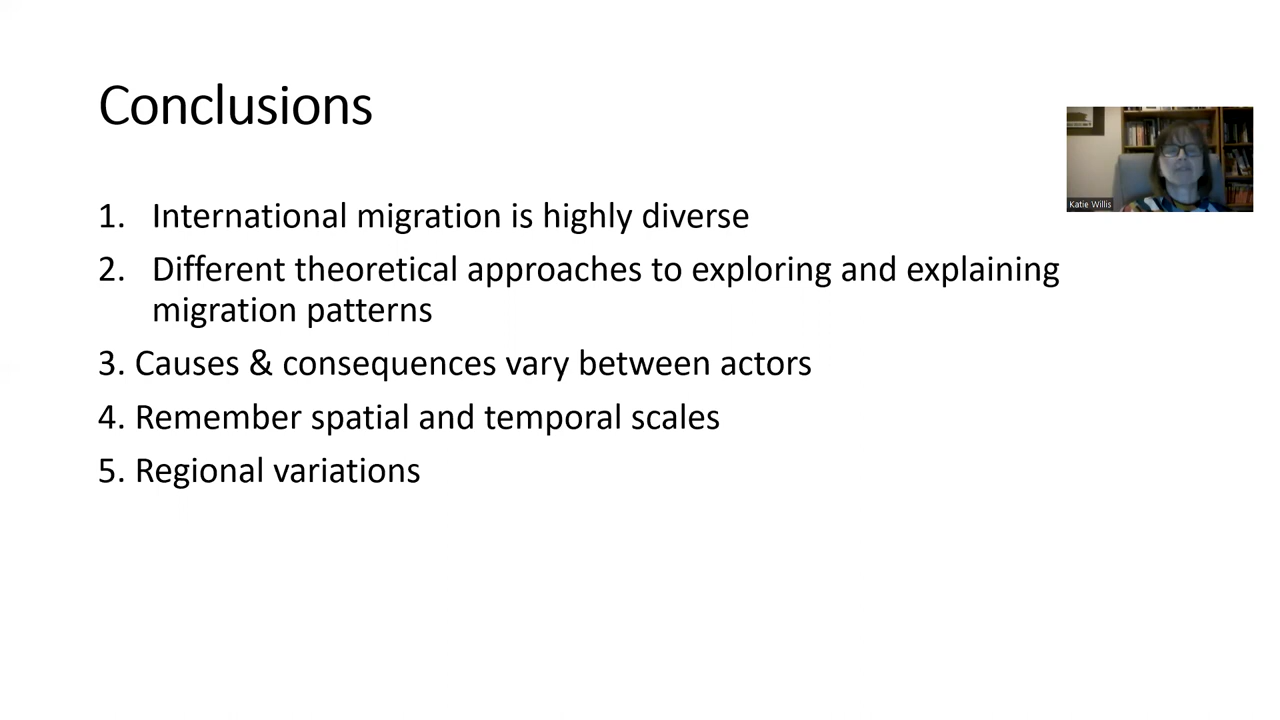 Conclusions
1. International migration is highly diverse
2. Different theoretical approaches to exploring and explaining
migration patterns
3. Causes & consequences vary between actors
4. Remember spatial and temporal scales
5. Regional variations
Katie Willis